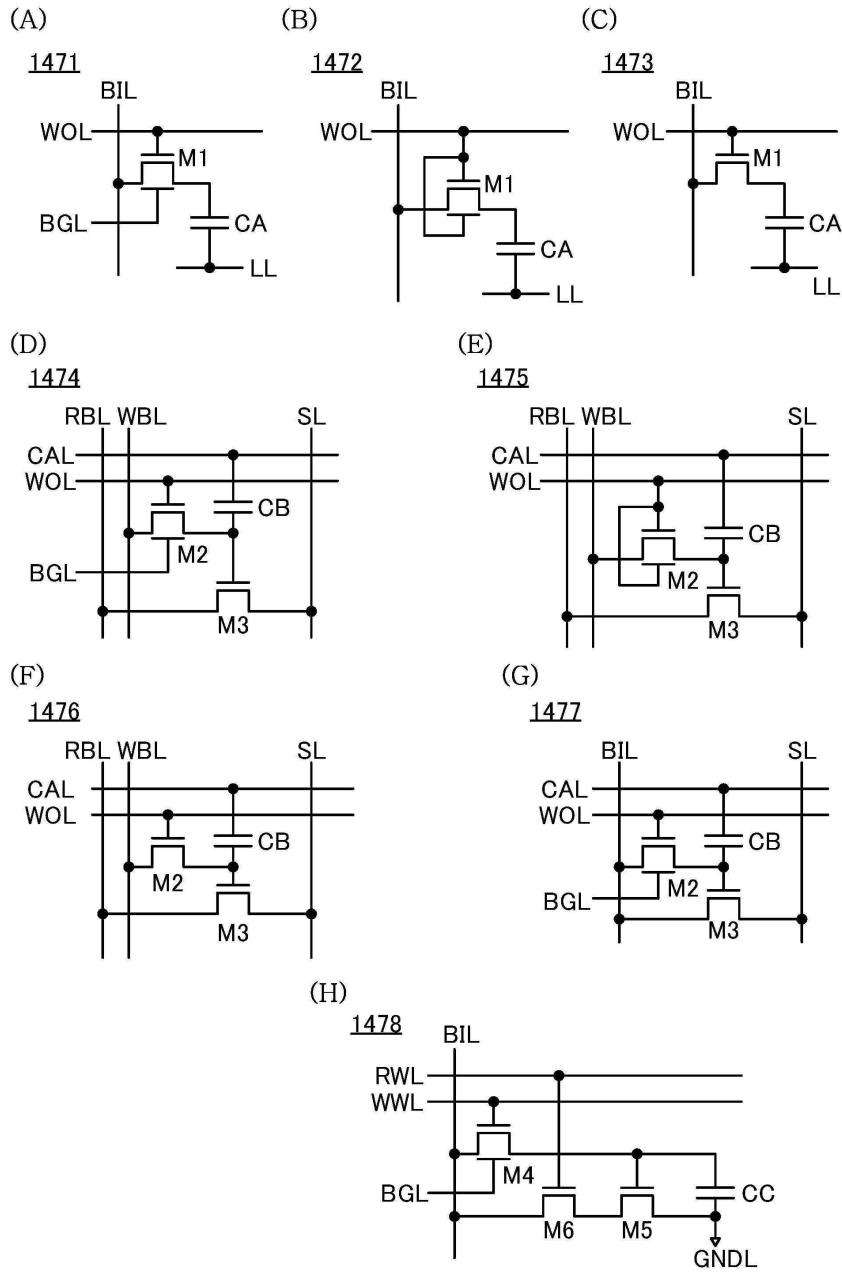 (A)
1471
BIL
WOL
M1
BGL
CA
LL
(B)
1472
BIL
WOL
M1
CA
LL
(C)
1473
BIL
WOL
M1
CA
LL
(D)
1474
RBL WBL SL
CAL
WOL
CB
M2
BGL
M3
(E)
1475
RBL WBL SL
CAL
WOL
CB
M2
M3
(F)
1476
RBL WBL SL
CAL
WOL
CB
M2
M3
(G)
1477
BIL SL
CAL
WOL
CB
M2
BGL
M3
(H)
1478
BIL
RWL
WWL
M4
BGL
CC
M6 M5
GNDL